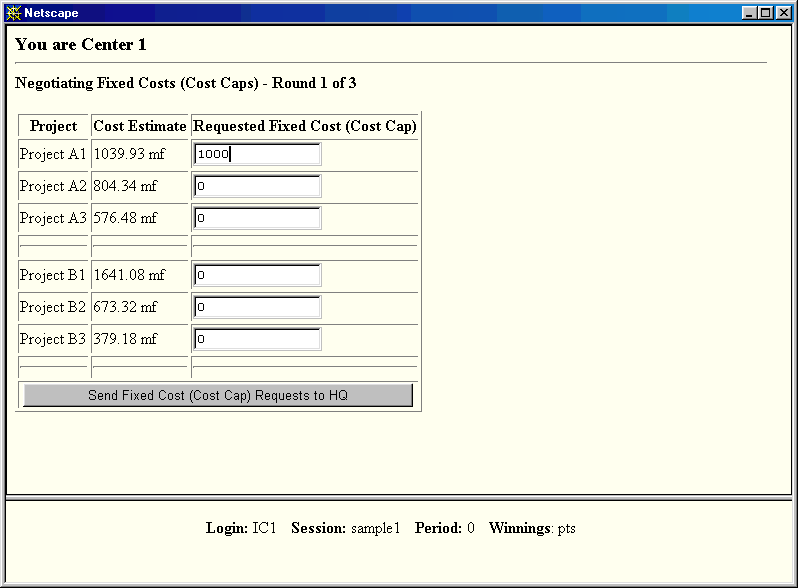 Netscape
You are Center 1
Negotiating Fixed Costs (Cost Caps) - Round 1 of 3
Project Cost Estimate Requested Fixed Cost (Cost Cap)
Project A1 1039.93 mf 1000
Project A2 804.34 mf 0
Project A3 576.48 mf 0
Project B1 1641.08 mf 0
Project B2 673.32 mf 0
Project B3 379.18 mf 0
Send Fixed Cost (Cost Cap) Requests to HQ
Login: IC1 Session: sample1 Period: 0 Winnings: pts